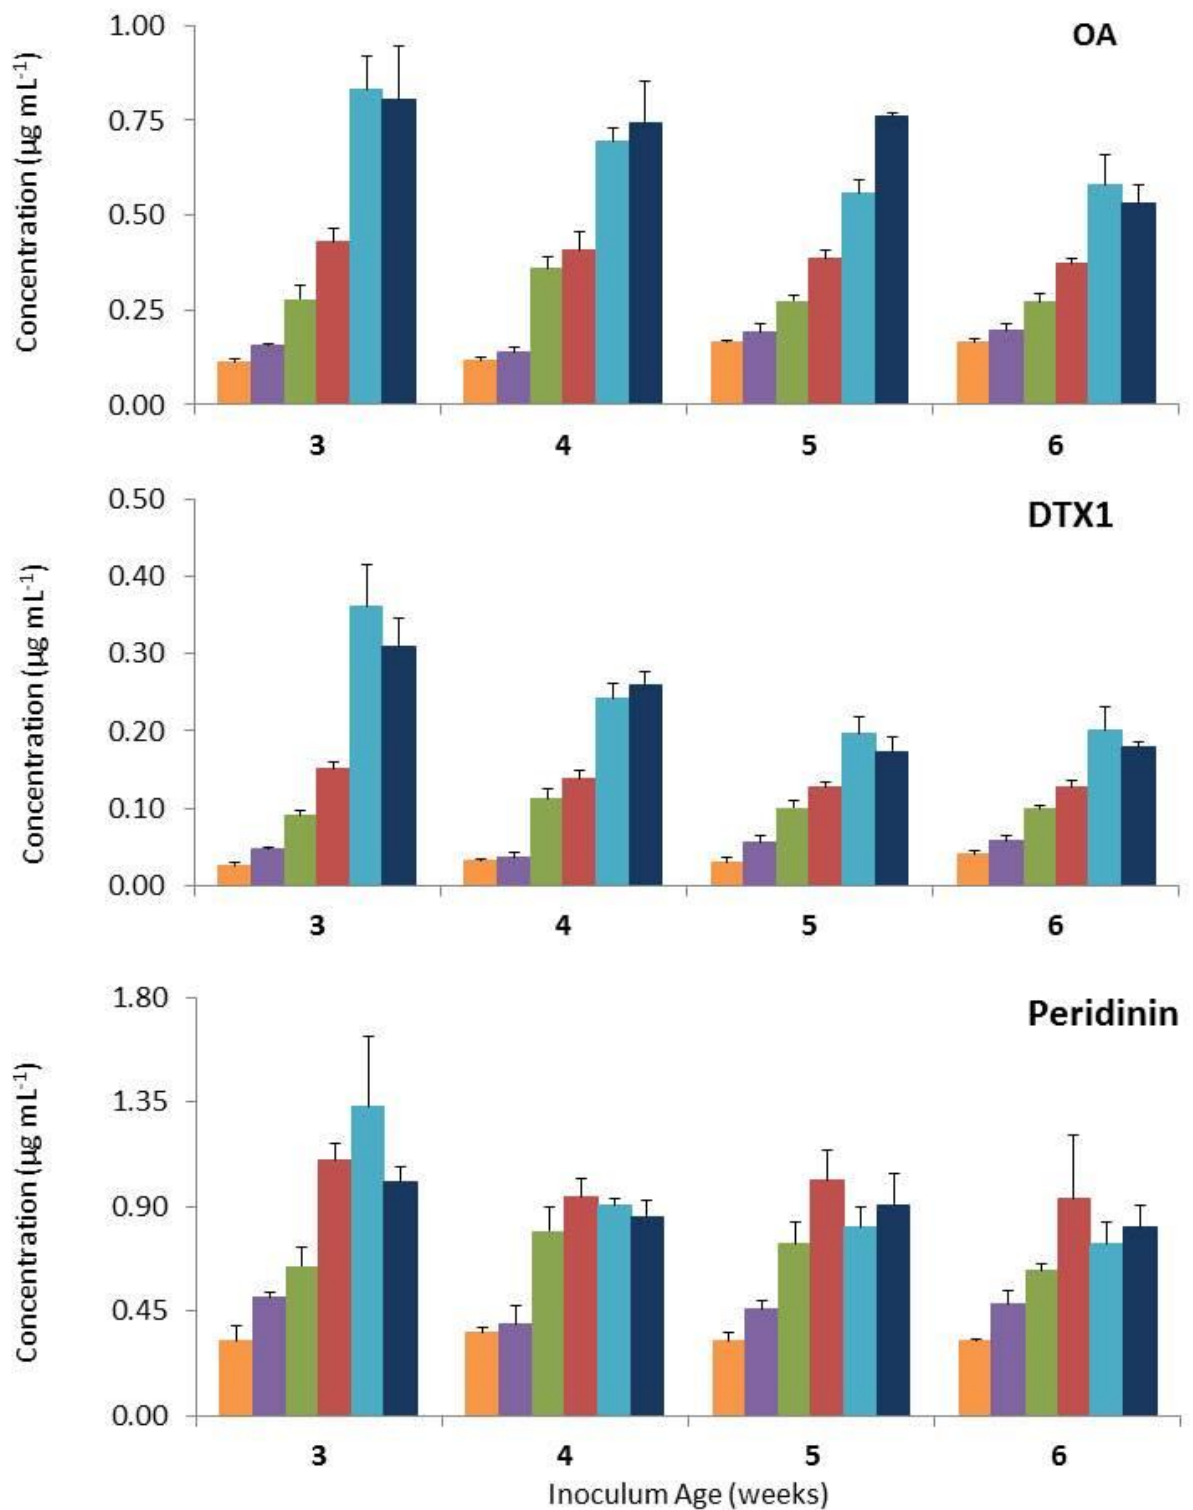 OA
Concentration (µg mL⁻¹)
1.00
0.75
0.50
0.25
0.00
3 4 5 6
DTX1
Concentration (µg mL⁻¹)
0.50
0.40
0.30
0.20
0.10
0.00
3 4 5 6
Peridinin
Concentration (µg mL⁻¹)
1.80
1.35
0.90
0.45
0.00
3 4 5 6
Inoculum Age (weeks)